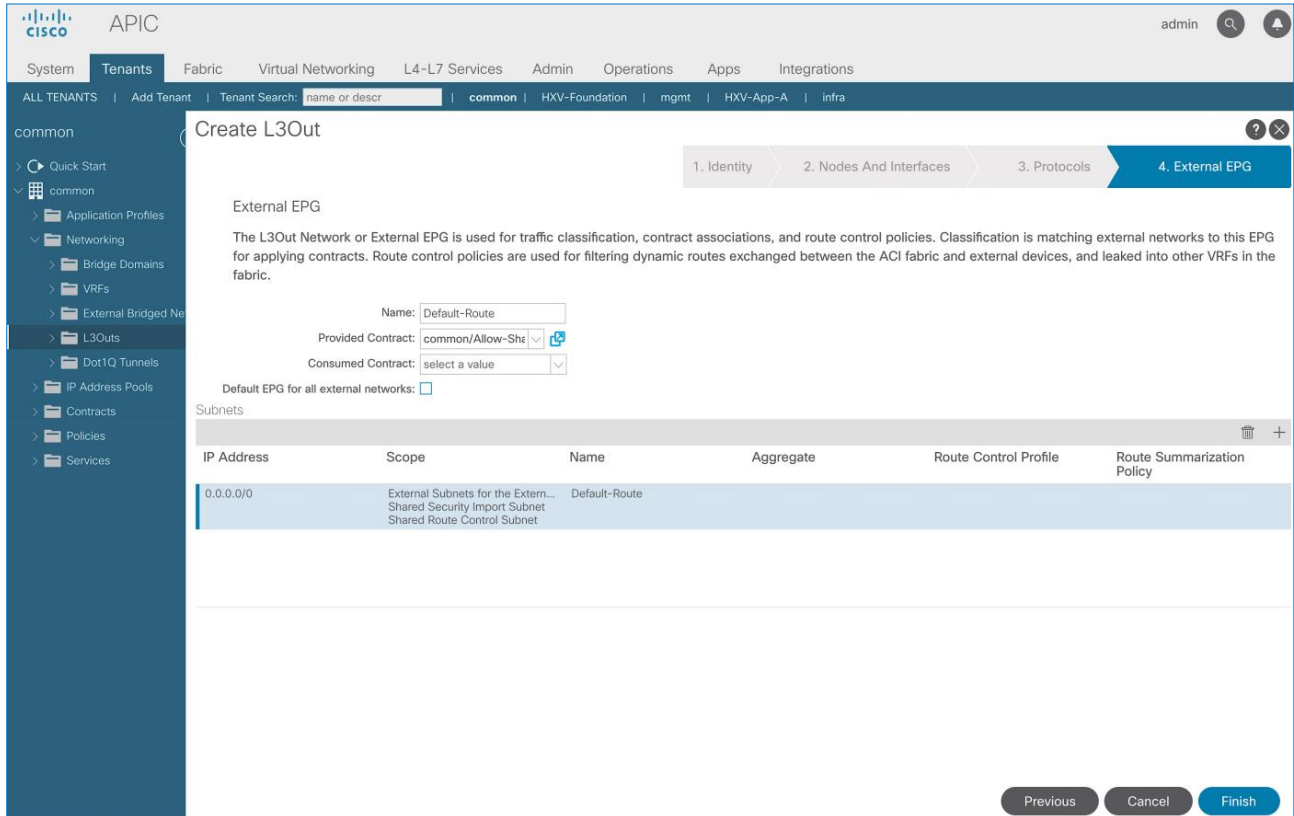 CISCO
APIC
admin
System Tenants Fabric Virtual Networking L4-L7 Services Admin Operations Apps Integrations
ALL TENANTS | Add Tenant | Tenant Search: name or descr | common | HXV-Foundation | mgmt | HXV-App-A | infra
common
Quick Start
common
Application Profiles
Networking
Bridge Domains
VRFs
External Bridged Ne
L3Outs
Dot1Q Tunnels
IP Address Pools
Contracts
Policies
Services
Create L3Out
?
1. Identity 2. Nodes And Interfaces 3. Protocols 4. External EPG
External EPG
The L3Out Network or External EPG is used for traffic classification, contract associations, and route control policies. Classification is matching external networks to this EPG
for applying contracts. Route control policies are used for filtering dynamic routes exchanged between the ACI fabric and external devices, and leaked into other VRFs in the
fabric.
Name: Default-Route
Provided Contract: common/Allow-Sha
Consumed Contract: select a value
Default EPG for all external networks:
Subnets
IP Address Scope Name Aggregate Route Control Profile Route Summarization
Policy
0.0.0.0/0 External Subnets for the Extern... Default-Route
Shared Security Import Subnet
Shared Route Control Subnet
Previous Cancel Finish